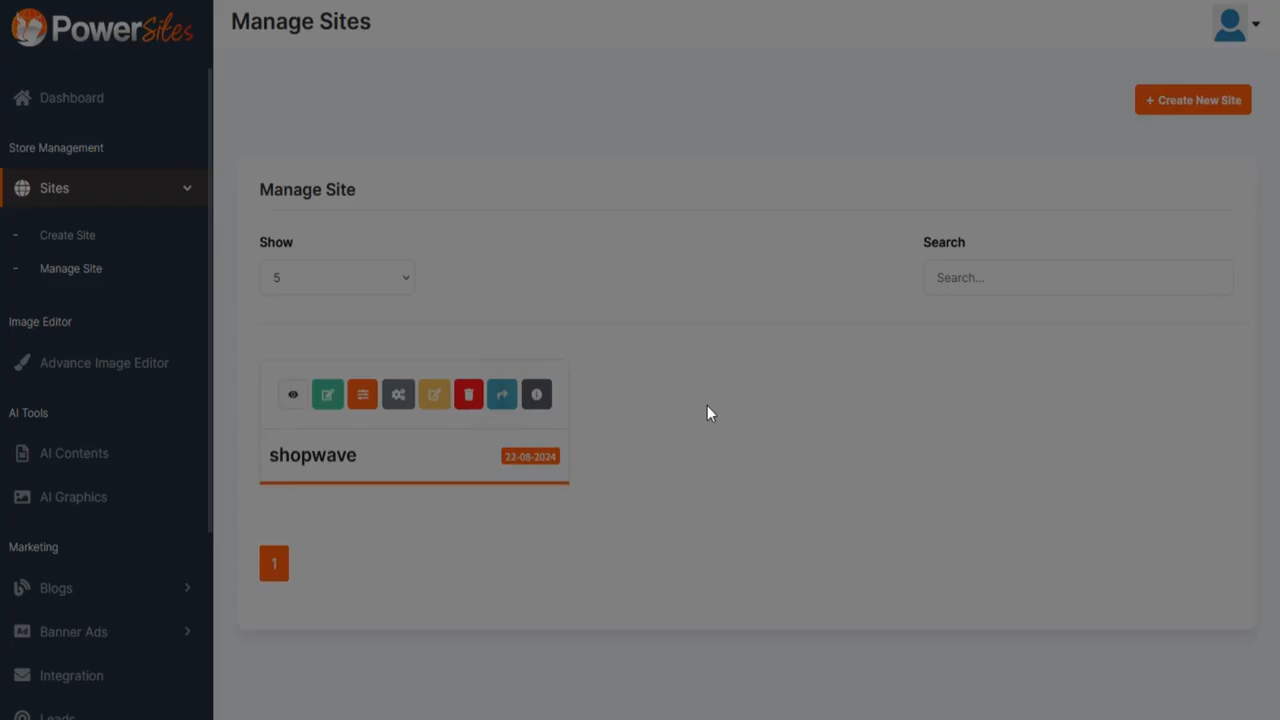 PowerSites
Manage Sites
Dashboard
+ Create New Site
Store Management
Sites
Manage Site
- Create Site
Show
Search
- Manage Site
5
Search...
Image Editor
Advance Image Editor
AI Tools
AI Contents
shopwave
22-08-2024
AI Graphics
Marketing
1
Blogs
Ad
Banner Ads
Integration
Leads